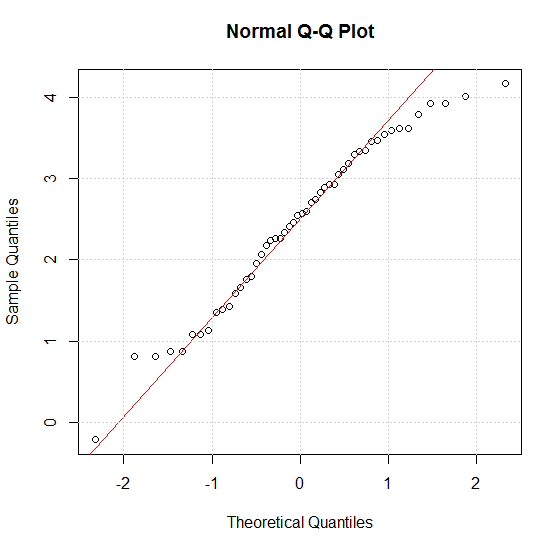 Normal Q-Q Plot
4
3
2
1
0
Sample Quantiles
-2 -1 0 1 2
Theoretical Quantiles